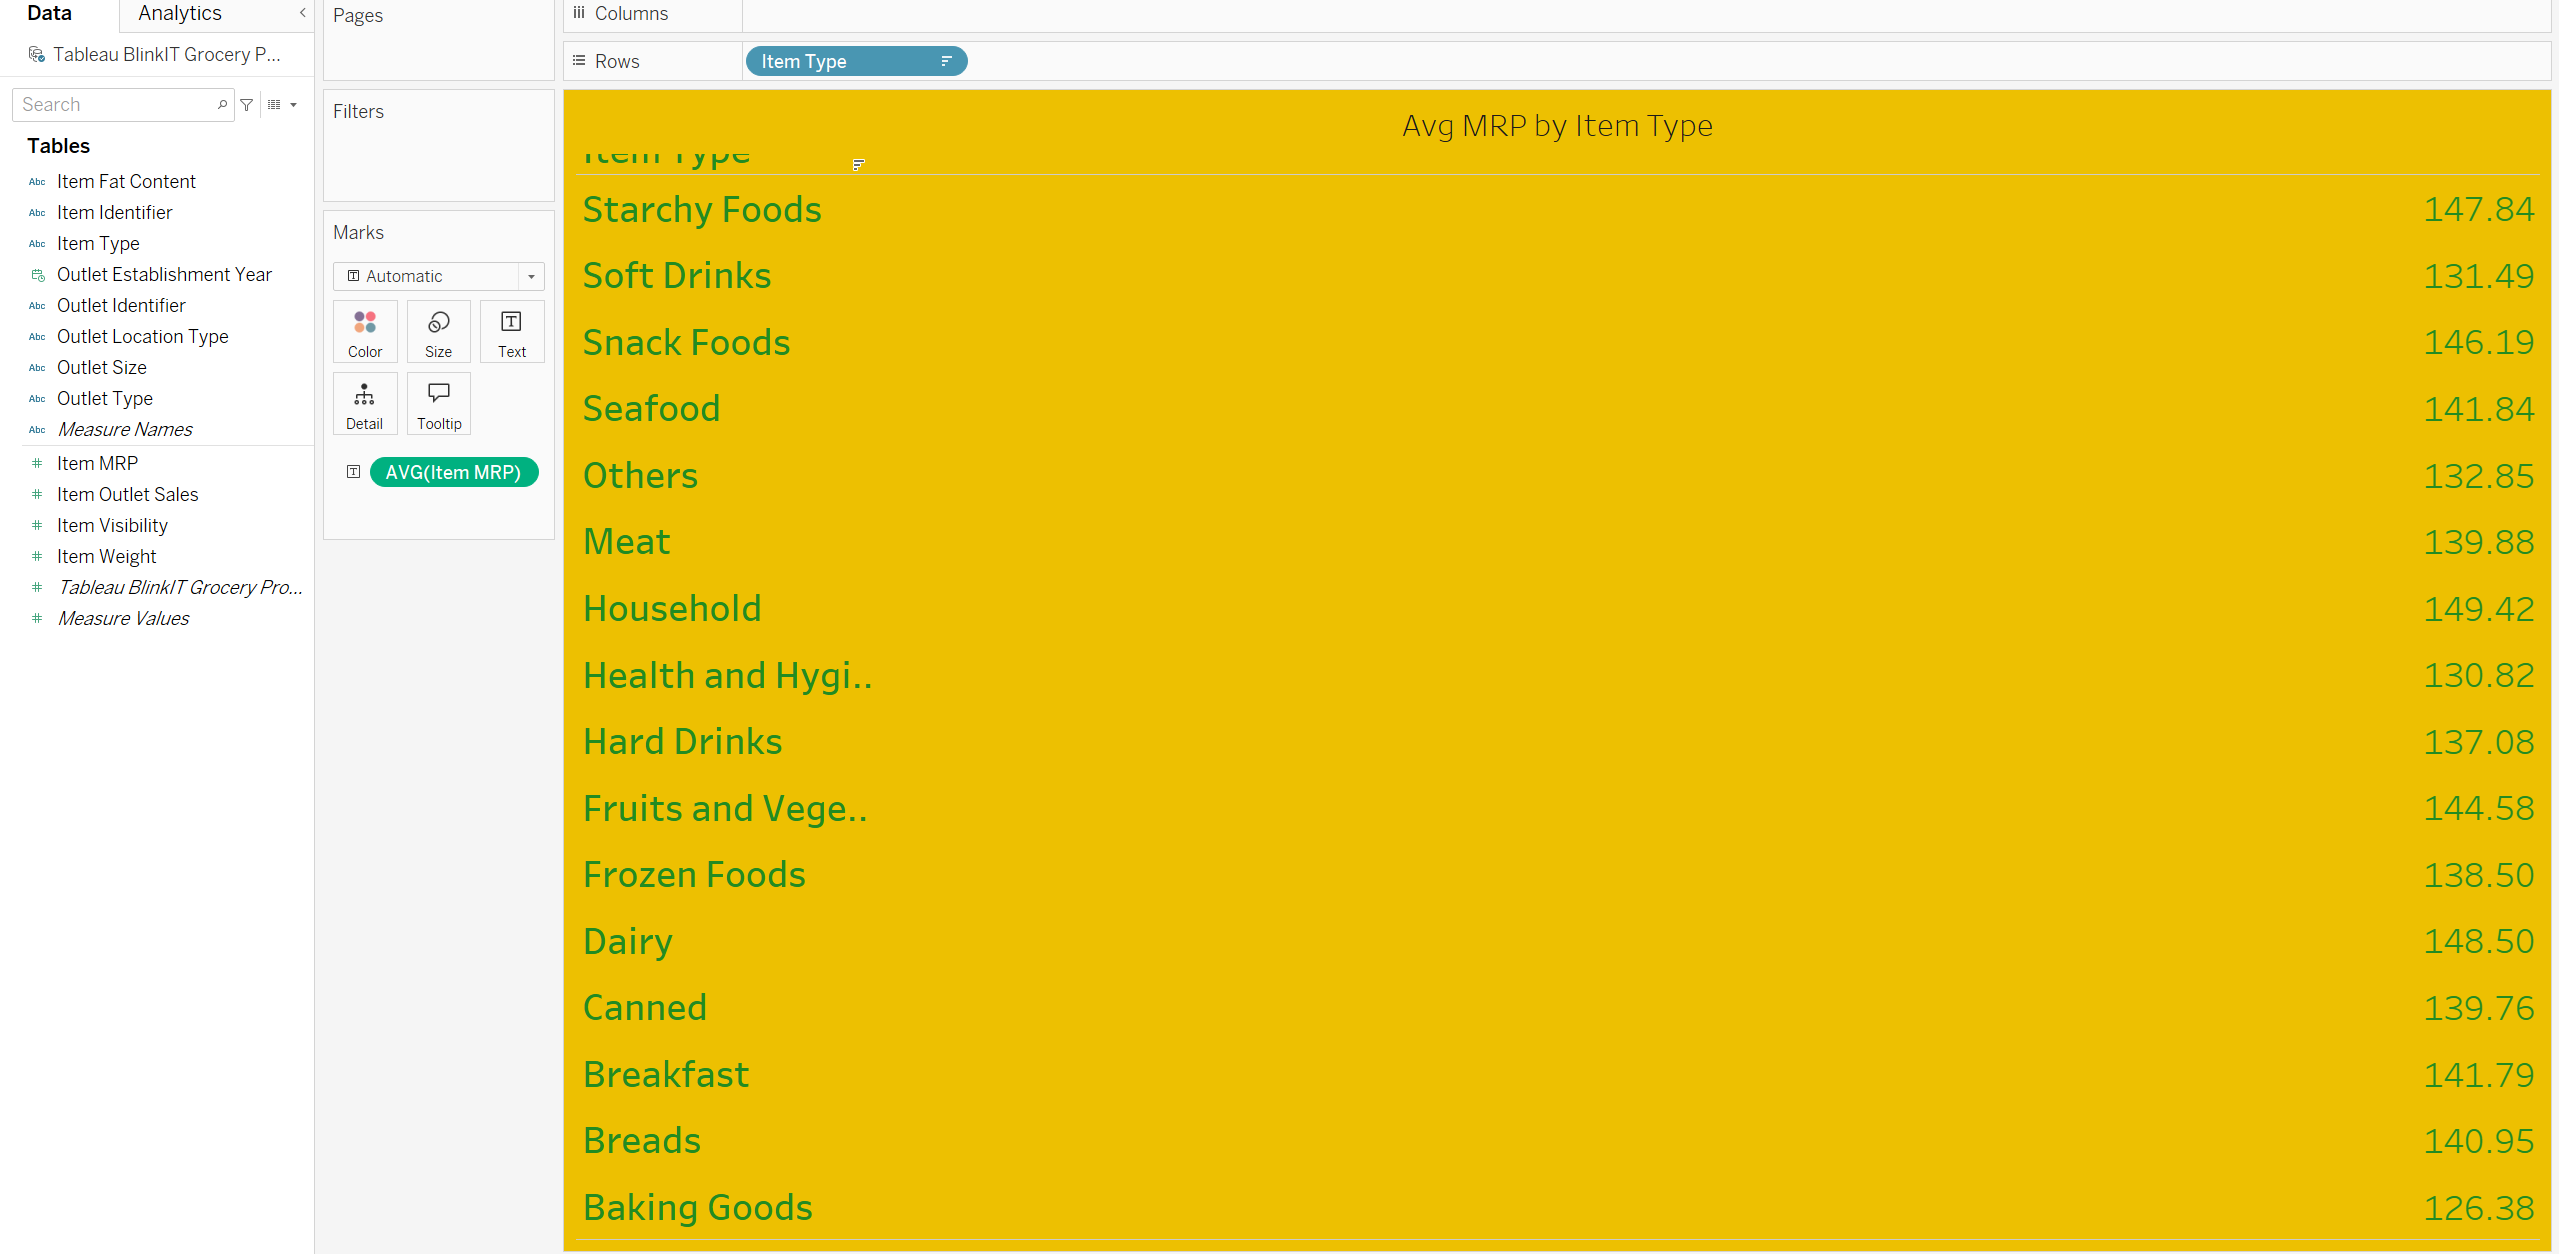 Data Analytics
Tableau BlinkIT Grocery P...
Search
Tables
Abc Item Fat Content
Abc Item Identifier
Abc Item Type
Outlet Establishment Year
Abc Outlet Identifier
Abc Outlet Location Type
Abc Outlet Size
Abc Outlet Type
Abc Measure Names
# Item MRP
# Item Outlet Sales
# Item Visibility
# Item Weight
# Tableau BlinkIT Grocery Pro...
# Measure Values
Pages
Filters
Marks
Automatic
Color Size Text
Detail Tooltip
AVG(Item MRP)
Columns
Rows Item Type
Avg MRP by Item Type
Item Type
Starchy Foods 147.84
Soft Drinks 131.49
Snack Foods 146.19
Seafood 141.84
Others 132.85
Meat 139.88
Household 149.42
Health and Hygi.. 130.82
Hard Drinks 137.08
Fruits and Vege.. 144.58
Frozen Foods 138.50
Dairy 148.50
Canned 139.76
Breakfast 141.79
Breads 140.95
Baking Goods 126.38